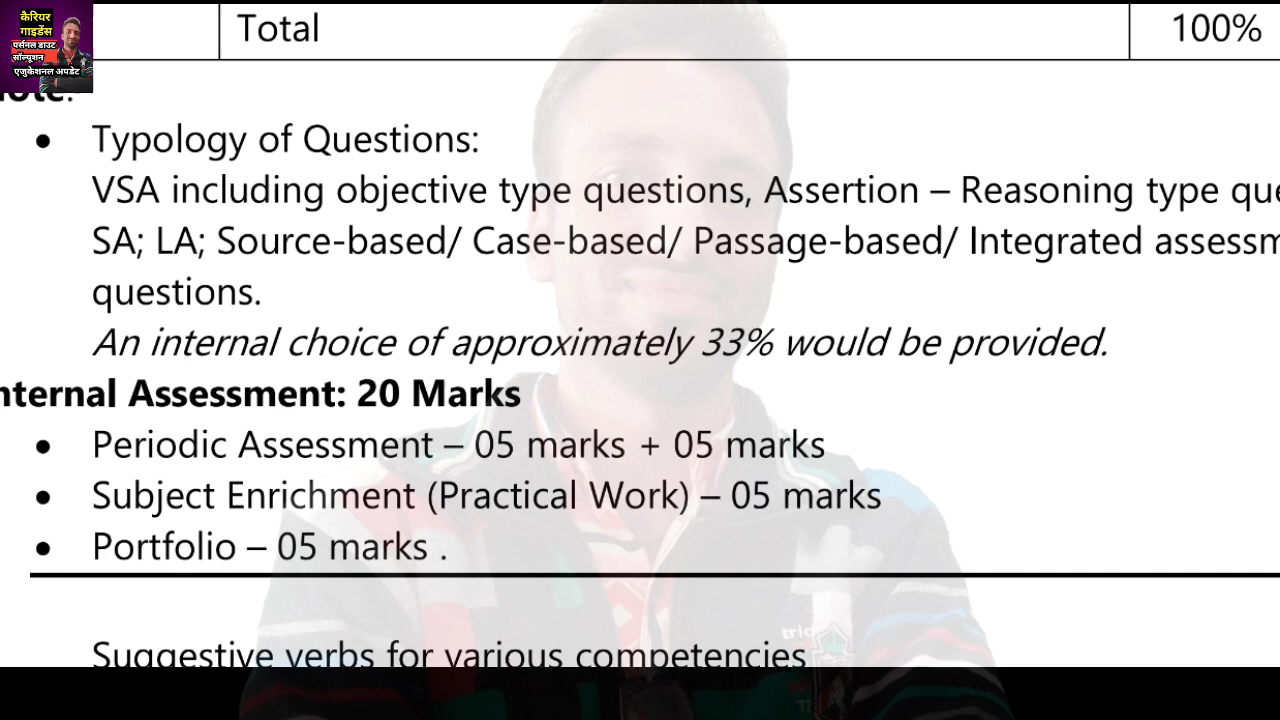 कैरियर
गाइडेंस
पर्सनल डाउट
सॉल्यूशन
एजुकेशनल अपडेट
Total 100%
Note:
• Typology of Questions:
VSA including objective type questions, Assertion – Reasoning type que
SA; LA; Source-based/ Case-based/ Passage-based/ Integrated assessm
questions.
An internal choice of approximately 33% would be provided.
nternal Assessment: 20 Marks
• Periodic Assessment – 05 marks + 05 marks
• Subject Enrichment (Practical Work) – 05 marks
• Portfolio – 05 marks .
Suggestive verbs for various competencies